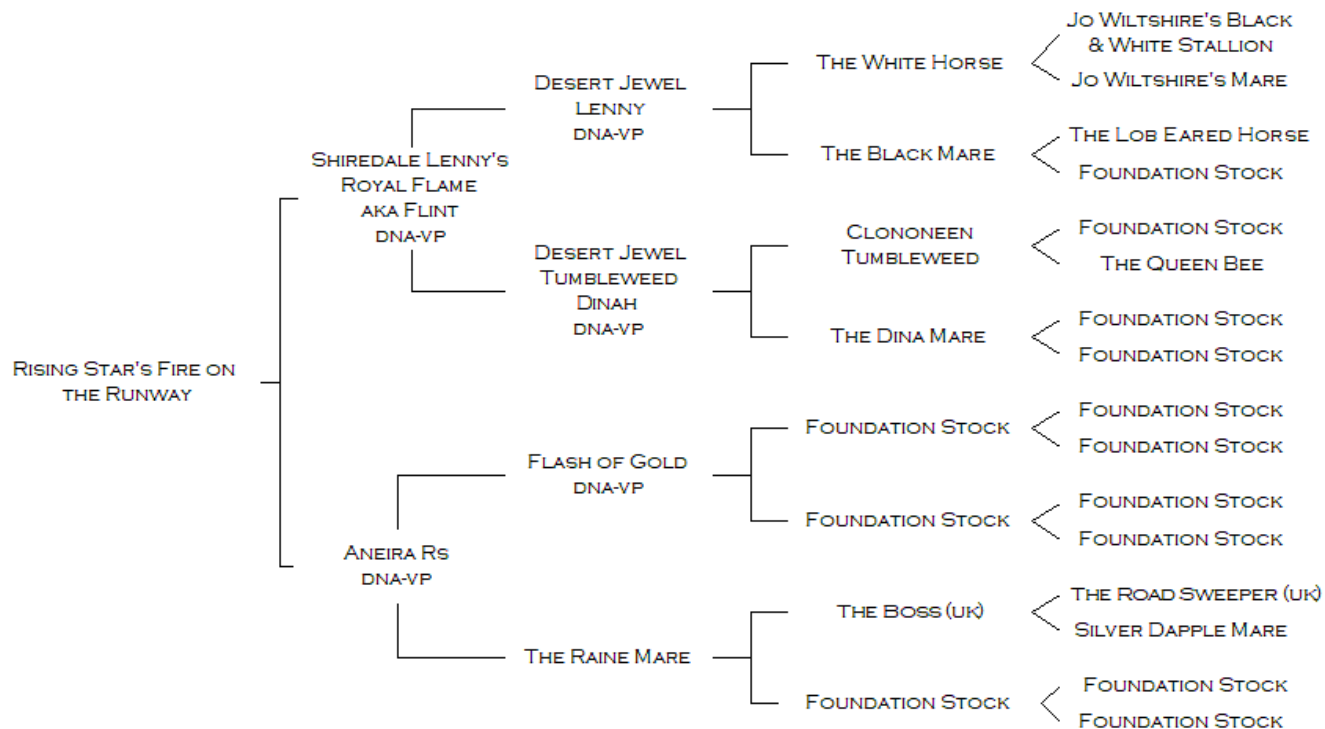 Rising Star's Fire on
the Runway
Shiredale Lenny's
Royal Flame
aka Flint
DNA-VP
Aneira Rs
DNA-VP
Desert Jewel
Lenny
DNA-VP
Desert Jewel
Tumbleweed
Dinah
DNA-VP
Flash of Gold
DNA-VP
The Raine Mare
The White Horse
The Black Mare
Clononeen
Tumbleweed
The Dina Mare
Foundation Stock
Foundation Stock
The Boss (UK)
Foundation Stock
Jo Wiltshire's Black
& White Stallion
Jo Wiltshire's Mare
The Lob Eared Horse
Foundation Stock
Foundation Stock
The Queen Bee
Foundation Stock
Foundation Stock
Foundation Stock
Foundation Stock
Foundation Stock
Foundation Stock
The Road Sweeper (UK)
Silver Dapple Mare
Foundation Stock
Foundation Stock